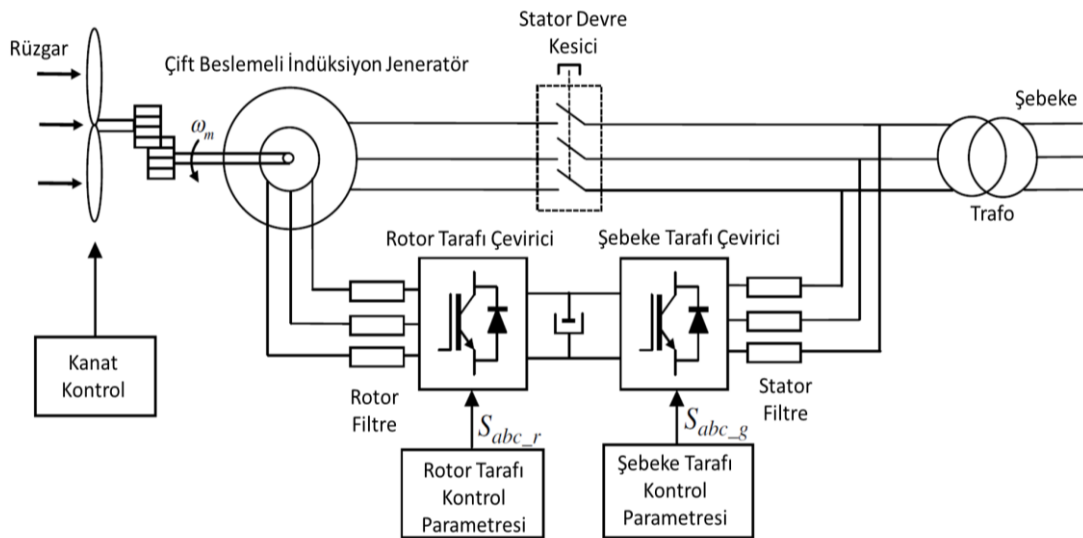 Stator Devre
Kesici
Rüzgar
Çift Beslemeli İndüksiyon Jeneratör
Şebeke
ω_m
Trafo
Rotor Tarafı Çevirici
Şebeke Tarafı Çevirici
Kanat
Kontrol
Rotor
Filtre
Stator
Filtre
S_abc_r
S_abc_g
Rotor Tarafı
Kontrol
Parametresi
Şebeke Tarafı
Kontrol
Parametresi